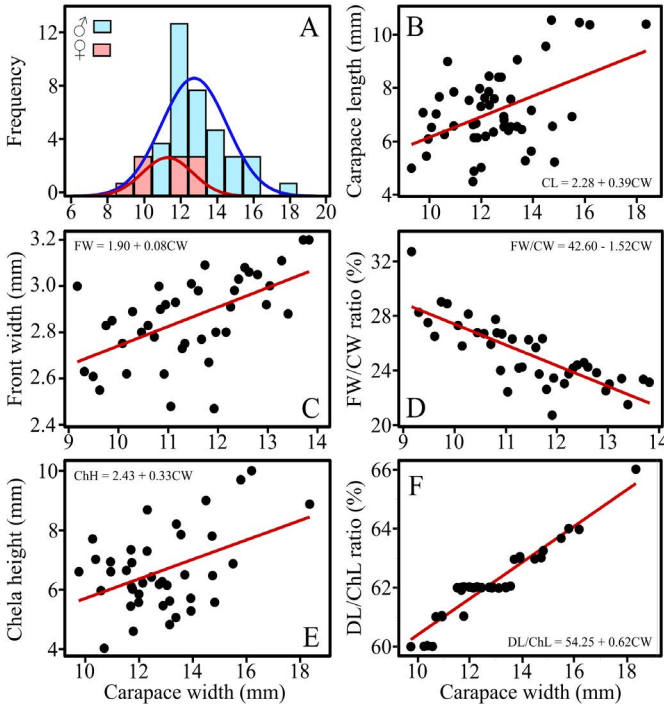 A
♂
♀
Frequency
12
8
4
0
6 8 10 12 14 16 18 20
B
Carapace length (mm)
10
8
6
4
CL = 2.28 + 0.39CW
10 12 14 16 18
C
FW = 1.90 + 0.08CW
Front width (mm)
3.2
3.0
2.8
2.6
2.4
9 10 11 12 13 14
D
FW/CW = 42.60 - 1.52CW
FW/CW ratio (%)
32
28
24
20
9 10 11 12 13 14
E
ChH = 2.43 + 0.33CW
Chela height (mm)
10
8
6
4
10 12 14 16 18
Carapace width (mm)
F
DL/ChL ratio (%)
66
64
62
60
DL/ChL = 54.25 + 0.62CW
10 12 14 16 18
Carapace width (mm)